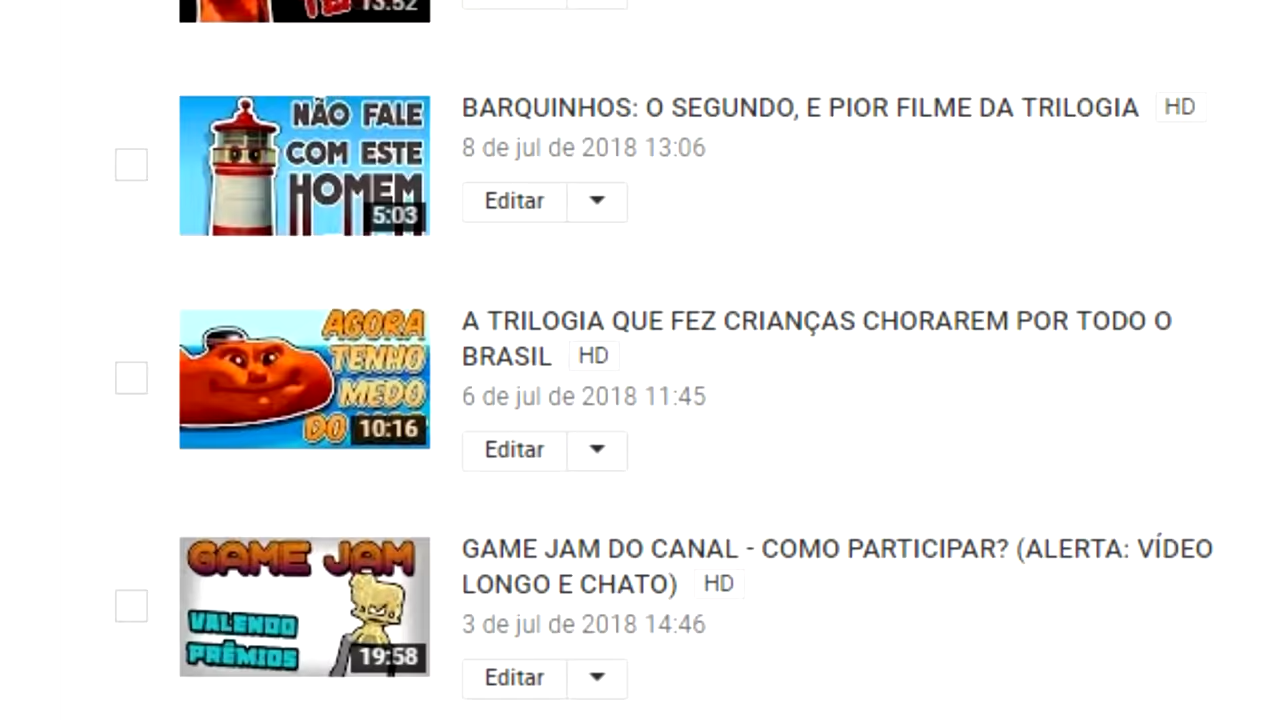 13:52
NÃO FALE
COM ESTE
HOMEM
5:03
BARQUINHOS: O SEGUNDO, E PIOR FILME DA TRILOGIA HD
8 de jul de 2018 13:06
Editar
AGORA
TENHO
MEDO
DO
10:16
A TRILOGIA QUE FEZ CRIANÇAS CHORAREM POR TODO O
BRASIL HD
6 de jul de 2018 11:45
Editar
GAME JAM
VALENDO
PRÊMIOS
19:58
GAME JAM DO CANAL - COMO PARTICIPAR? (ALERTA: VÍDEO
LONGO E CHATO) HD
3 de jul de 2018 14:46
Editar